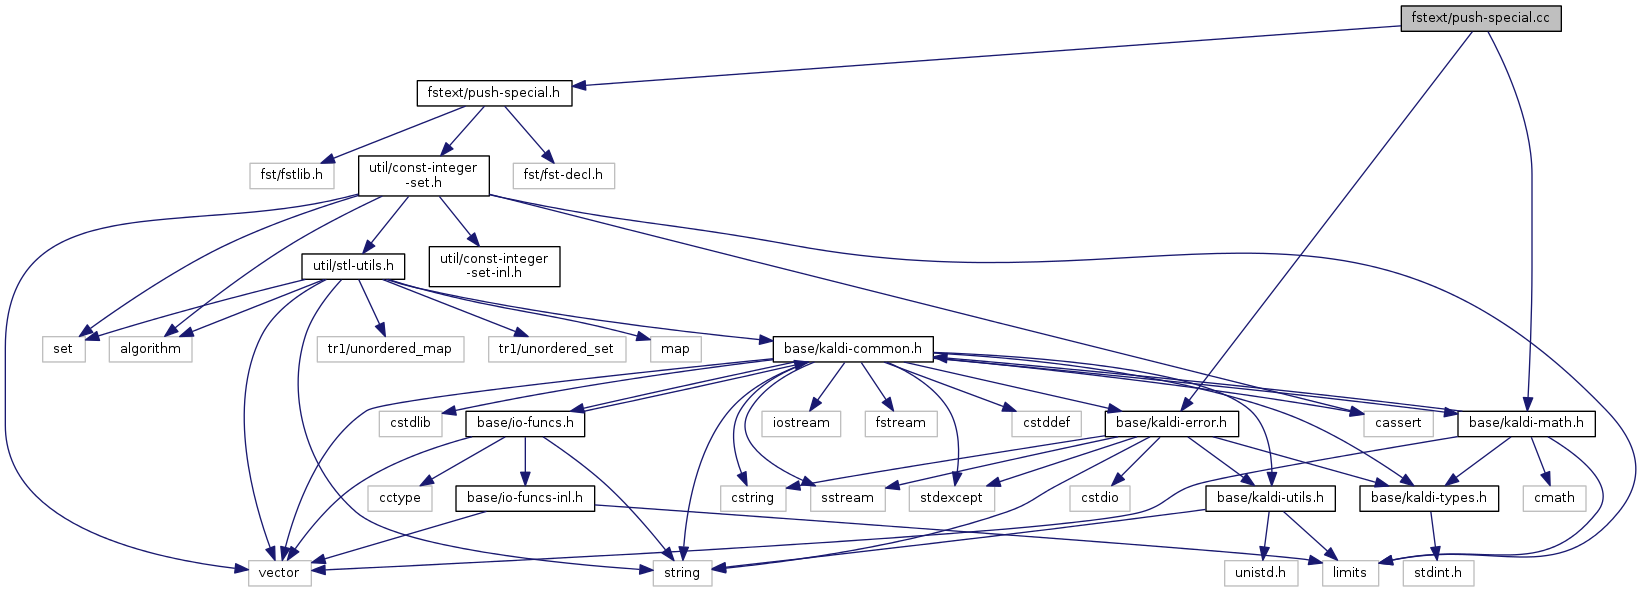 fstext/push-special.cc
fstext/push-special.h
fst/fstlib.h
util/const-integer
-set.h
fst/fst-decl.h
util/stl-utils.h
util/const-integer
-set-inl.h
set
algorithm
tr1/unordered_map
tr1/unordered_set
map
base/kaldi-common.h
cstdlib
base/io-funcs.h
iostream
fstream
cstddef
base/kaldi-error.h
cassert
base/kaldi-math.h
cctype
base/io-funcs-inl.h
cstring
sstream
stdexcept
cstdio
base/kaldi-utils.h
base/kaldi-types.h
cmath
vector
string
unistd.h
limits
stdint.h